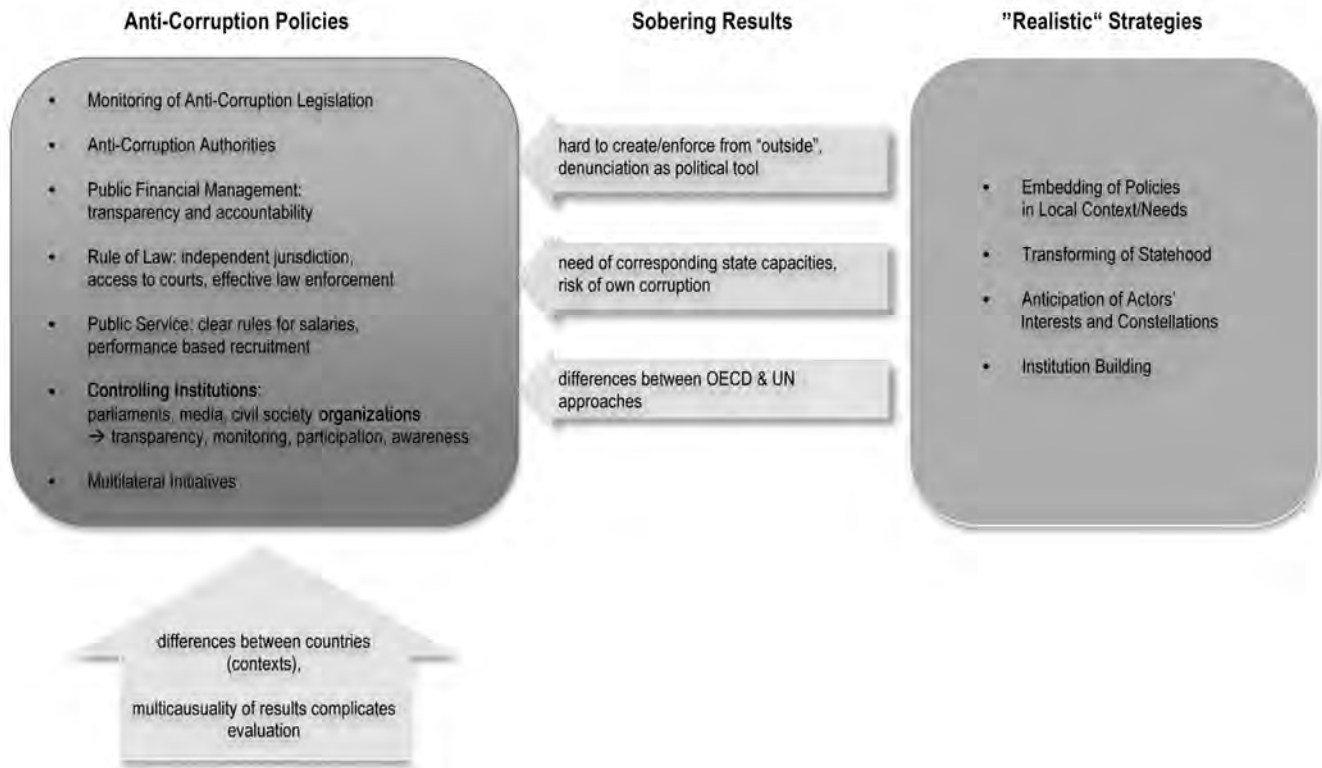 Anti-Corruption Policies
• Monitoring of Anti-Corruption Legislation
• Anti-Corruption Authorities
• Public Financial Management:
transparency and accountability
• Rule of Law: independent jurisdiction,
access to courts, effective law enforcement
• Public Service: clear rules for salaries,
performance based recruitment
• Controlling Institutions:
parliaments, media, civil society organizations
→ transparency, monitoring, participation, awareness
• Multilateral Initiatives
differences between countries
(contexts),
multicausuality of results complicates
evaluation
Sobering Results
hard to create/enforce from “outside”,
denunciation as political tool
need of corresponding state capacities,
risk of own corruption
differences between OECD & UN
approaches
”Realistic“ Strategies
• Embedding of Policies
in Local Context/Needs
• Transforming of Statehood
• Anticipation of Actors’
Interests and Constellations
• Institution Building